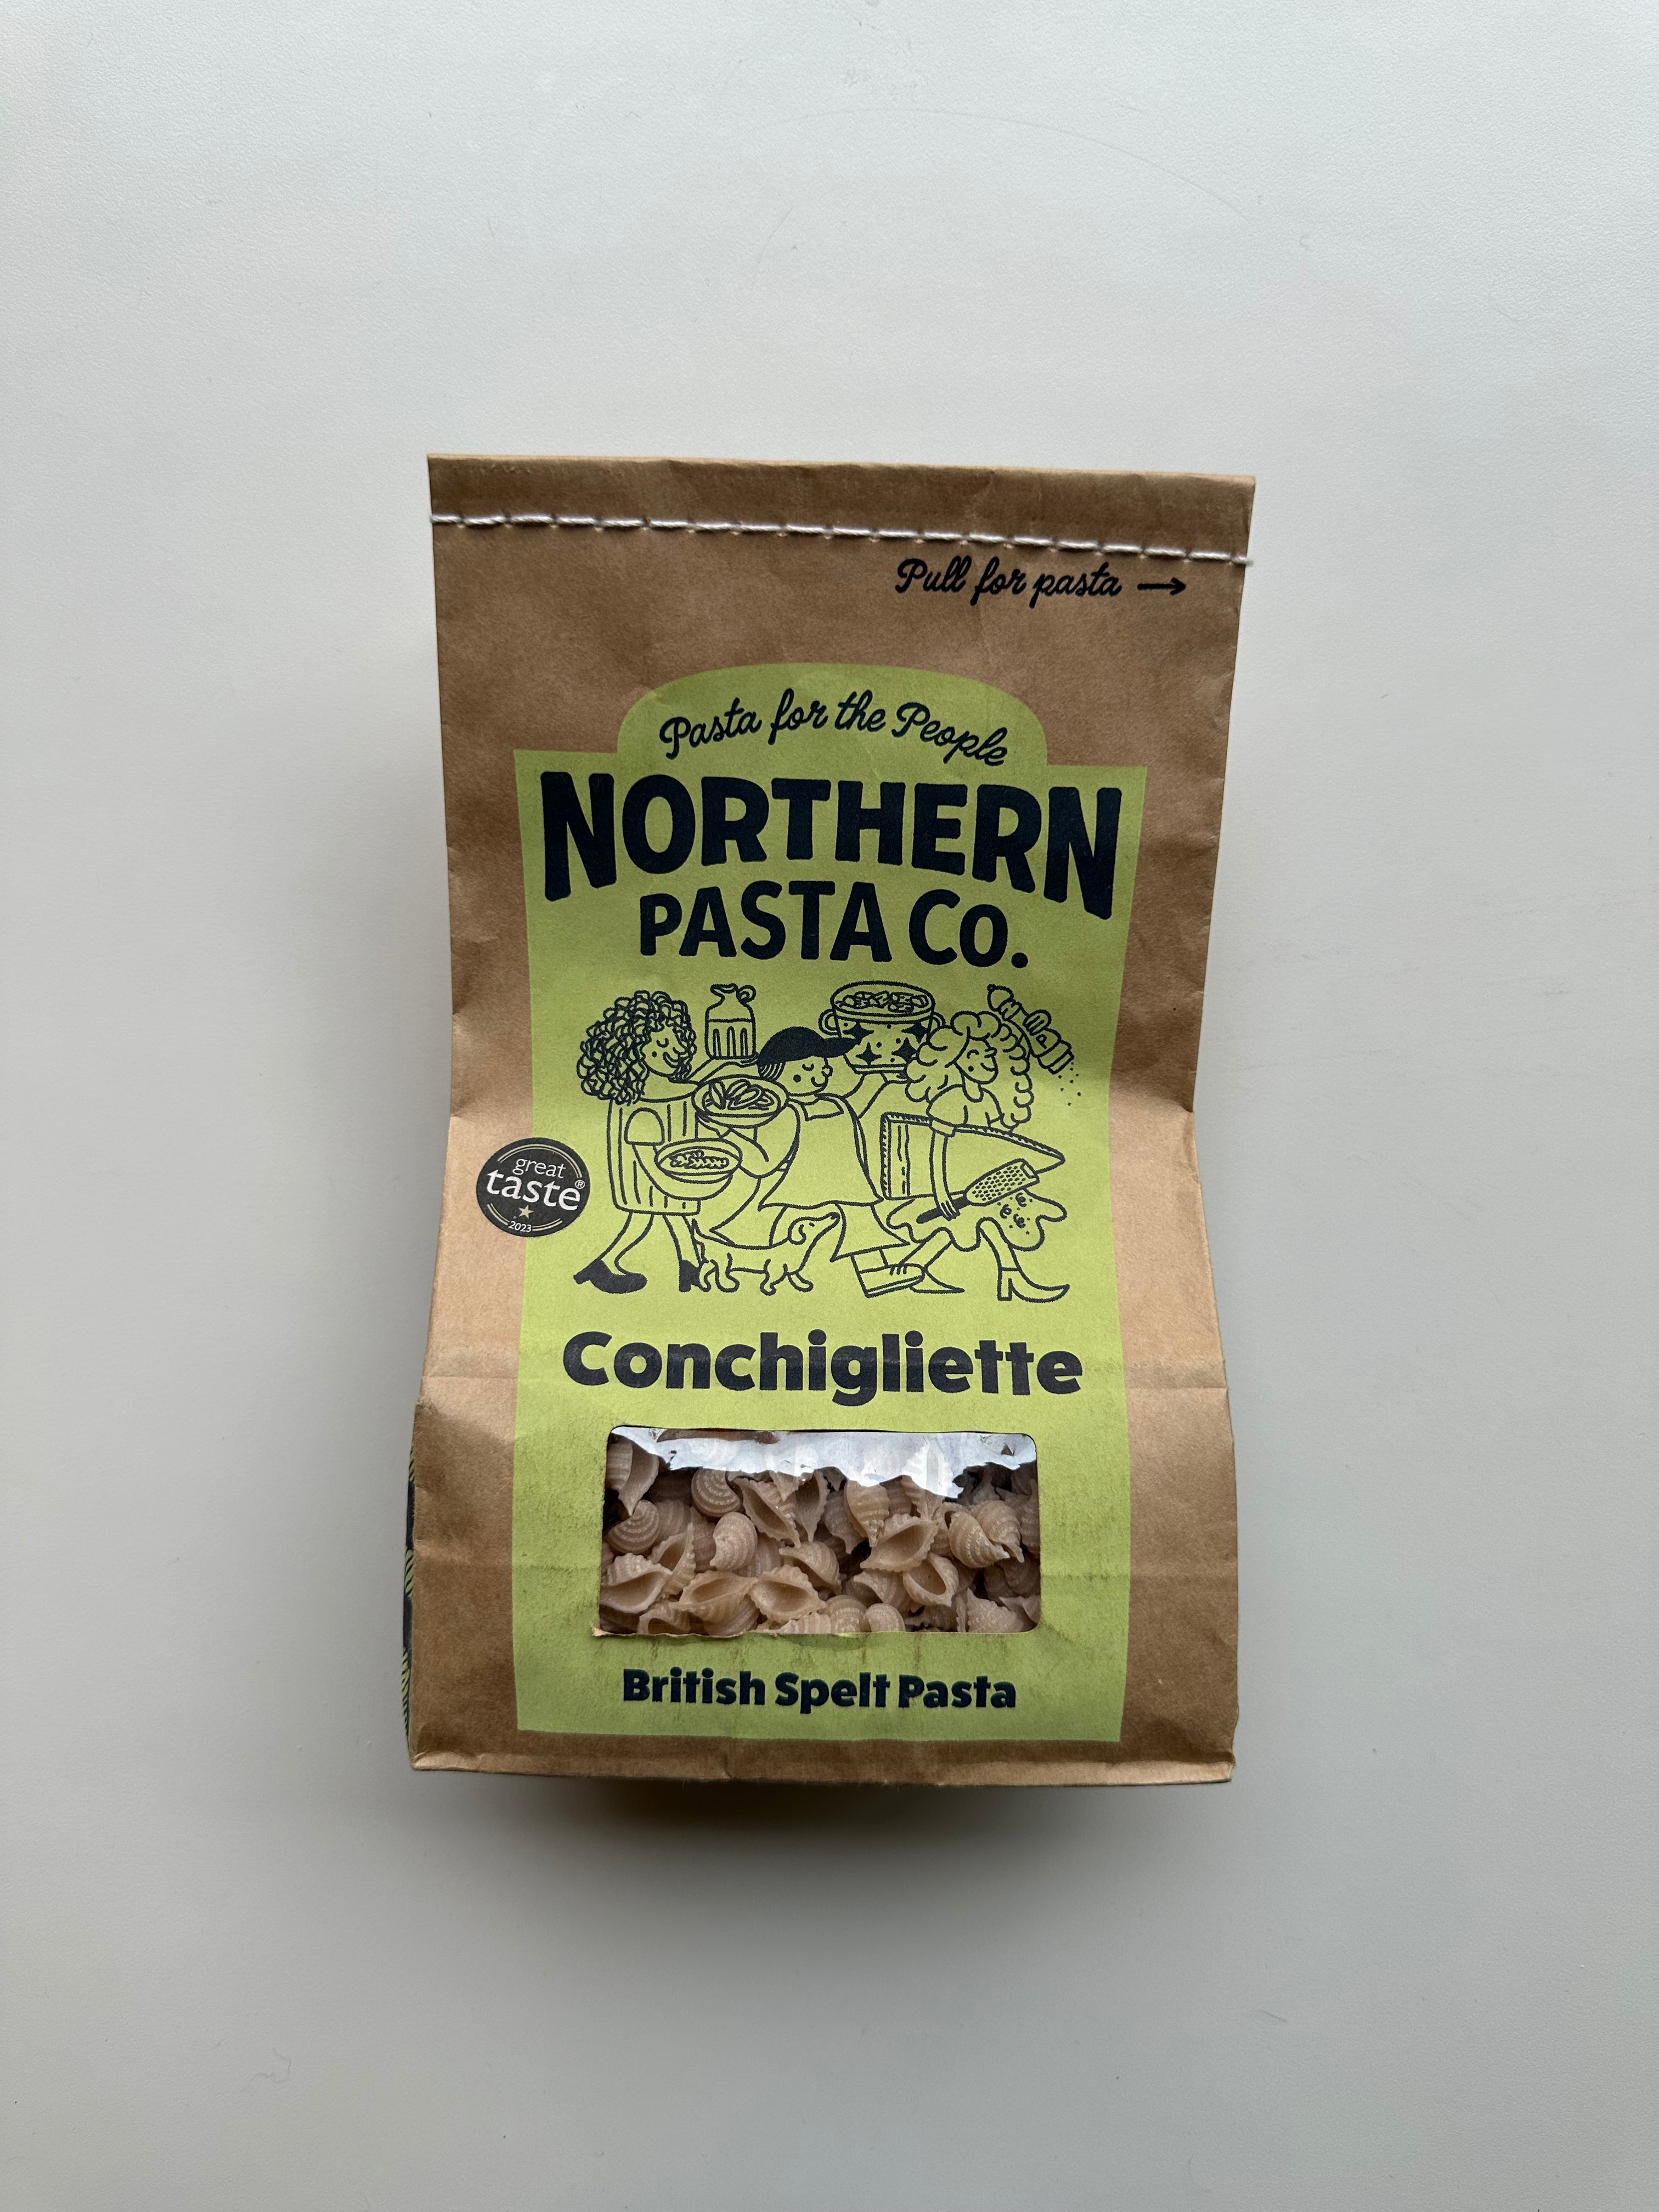 Pull for pasta →
Pasta for the People
NORTHERN
PASTA CO.
great
taste®
2023
Conchigliette
British Spelt Pasta